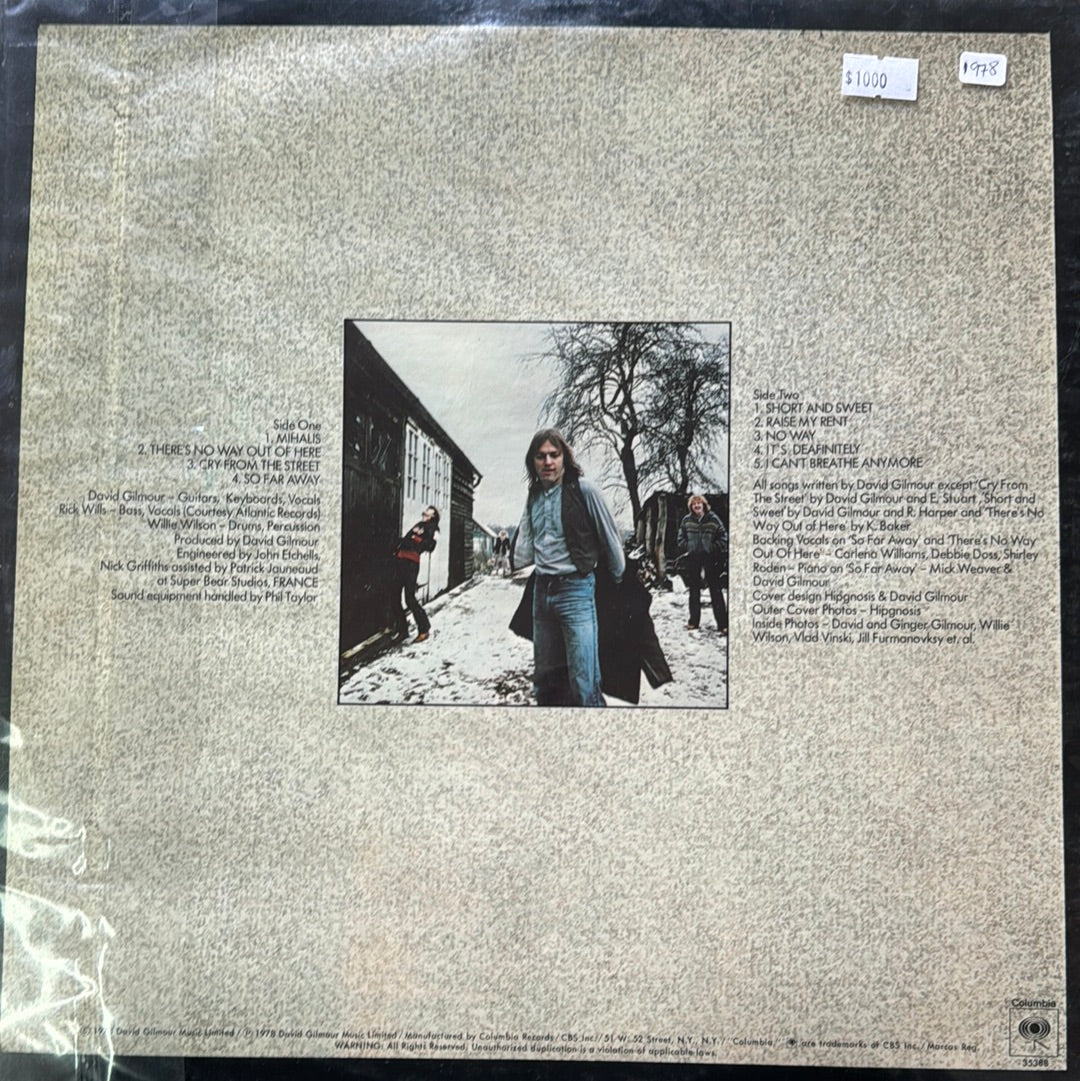 $1000
1978
Side One
1. MIHALIS
2. THERE'S NO WAY OUT OF HERE
3. CRY FROM THE STREET
4. SO FAR AWAY
David Gilmour – Guitars, Keyboards, Vocals
Rick Wills – Bass, Vocals (Courtesy Atlantic Records)
Willie Wilson – Drums, Percussion
Produced by David Gilmour
Engineered by John Etchells,
Nick Griffiths assisted by Patrick Jauneaud
at Super Bear Studios, FRANCE
Sound equipment handled by Phil Taylor
Side Two
1. SHORT AND SWEET
2. RAISE MY RENT
3. NO WAY
4. IT'S DEAFINITELY
5. I CAN'T BREATHE ANYMORE
All songs written by David Gilmour except 'Cry From
The Street' by David Gilmour and E. Stuart, 'Short and
Sweet' by David Gilmour and R. Harper and 'There's No
Way Out of Here' by K. Baker
Backing Vocals on 'So Far Away' and 'There's No Way
Out Of Here' – Carlena Williams, Debbie Doss, Shirley
Roden – Piano on 'So Far Away' – Mick Weaver &
David Gilmour
Cover design Hipgnosis & David Gilmour
Outer Cover Photos – Hipgnosis
Inside Photos – David and Ginger Gilmour, Willie
Wilson, Vlad Vinski, Jill Furmanovksy et. al.
David Gilmour Music Limited / ℗ 1978 David Gilmour Music Limited / Manufactured by Columbia Records / CBS Inc. / 51 W. 52 Street, N.Y., N.Y. / "Columbia," are trademarks of CBS Inc. / Marcas Reg.
WARNING: All Rights Reserved. Unauthorized duplication is a violation of applicable laws.
Columbia
35388